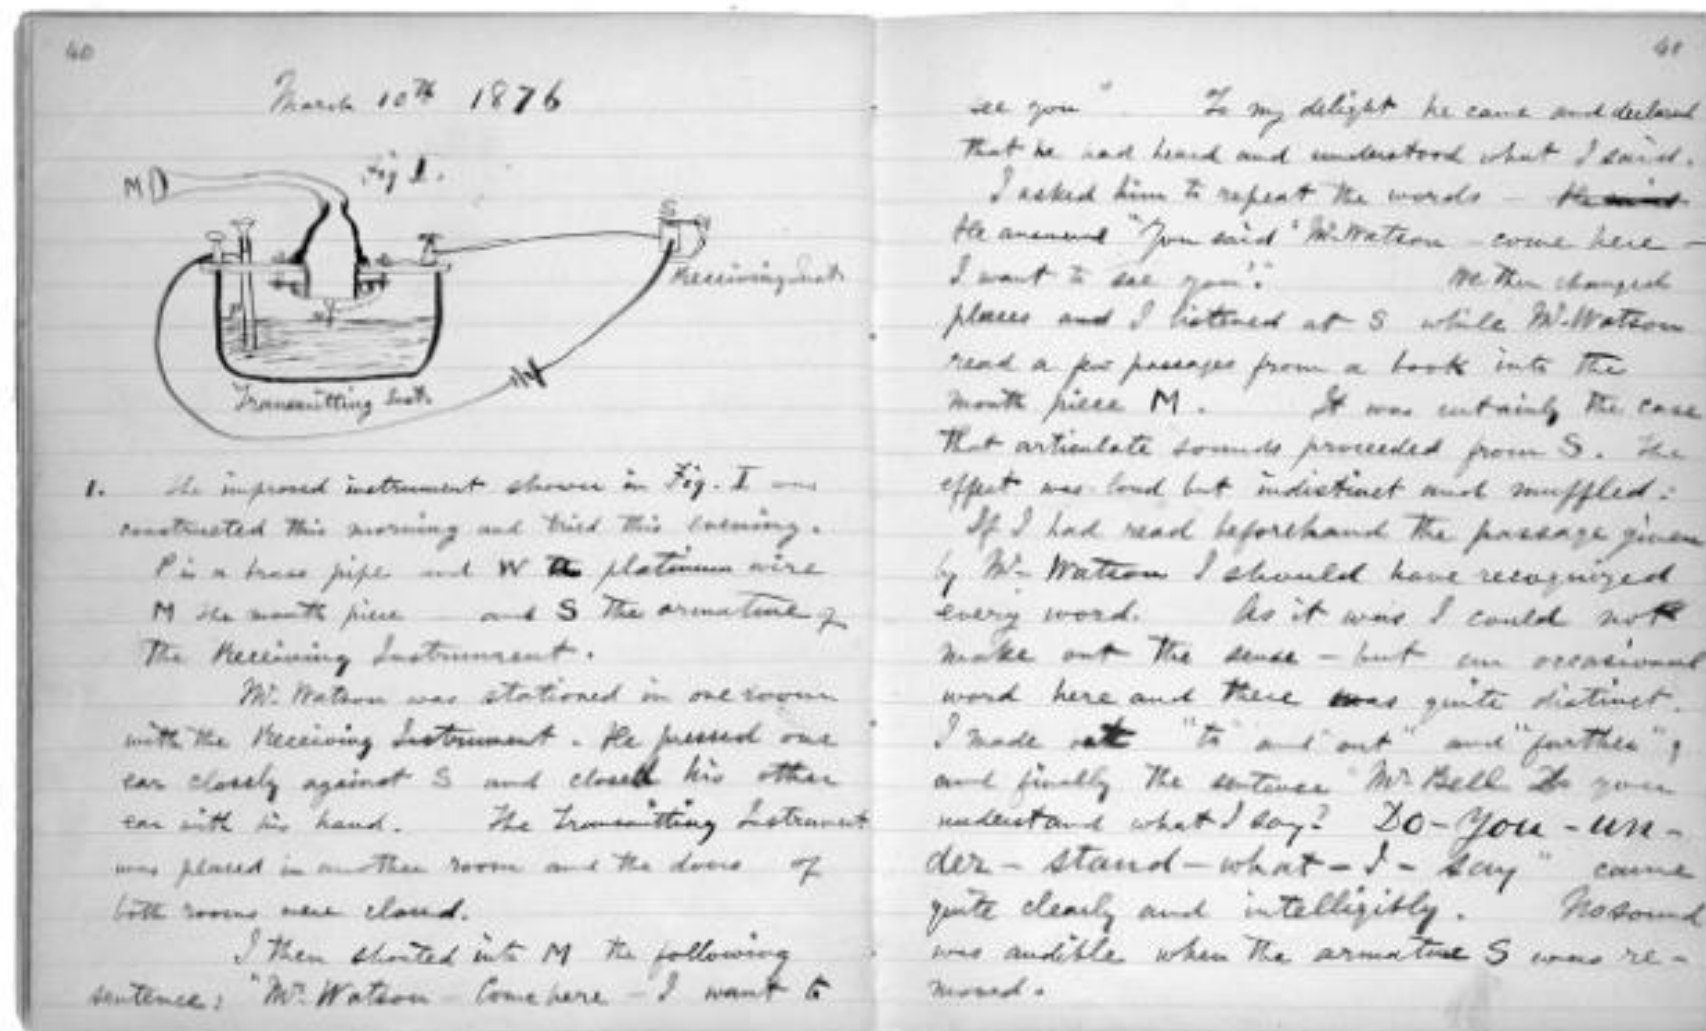 40
March 10th 1876
Fig I.
M
S
Receiving Inst.
P
W
Transmitting Inst.
1. The improved instrument shown in Fig. I was
constructed this morning and tried this evening.
P is a brass pipe and W a platinum wire
M the mouth piece and S the armature of
the Receiving Instrument.
Mr. Watson was stationed in one room
with the Receiving Instrument. He pressed one
ear closely against S and closed his other
ear with his hand. The Transmitting Instrument
was placed in another room and the doors of
both rooms were closed.
I then shouted into M the following
sentence: "Mr. Watson – Come here – I want to
41
see you". To my delight he came and declared
that he had heard and understood what I said.
I asked him to repeat the words –
He answered "You said 'Mr. Watson – come here –
I want to see you'." We then changed
places and I listened at S while Mr. Watson
read a few passages from a book into the
mouth piece M. It was certainly the case
that articulate sounds proceeded from S. The
effect was loud but indistinct and muffled.
If I had read beforehand the passage given
by Mr. Watson I should have recognized
every word. As it was I could not
make out the sense – but an occasional
word here and there was quite distinct.
I made out "to" and "out" and "further";
and finally the sentence "Mr. Bell Do you
understand what I say? Do – you – un –
der – stand – what – I – say" came
quite clearly and intelligibly. No sound
was audible when the armature S was re –
moved.